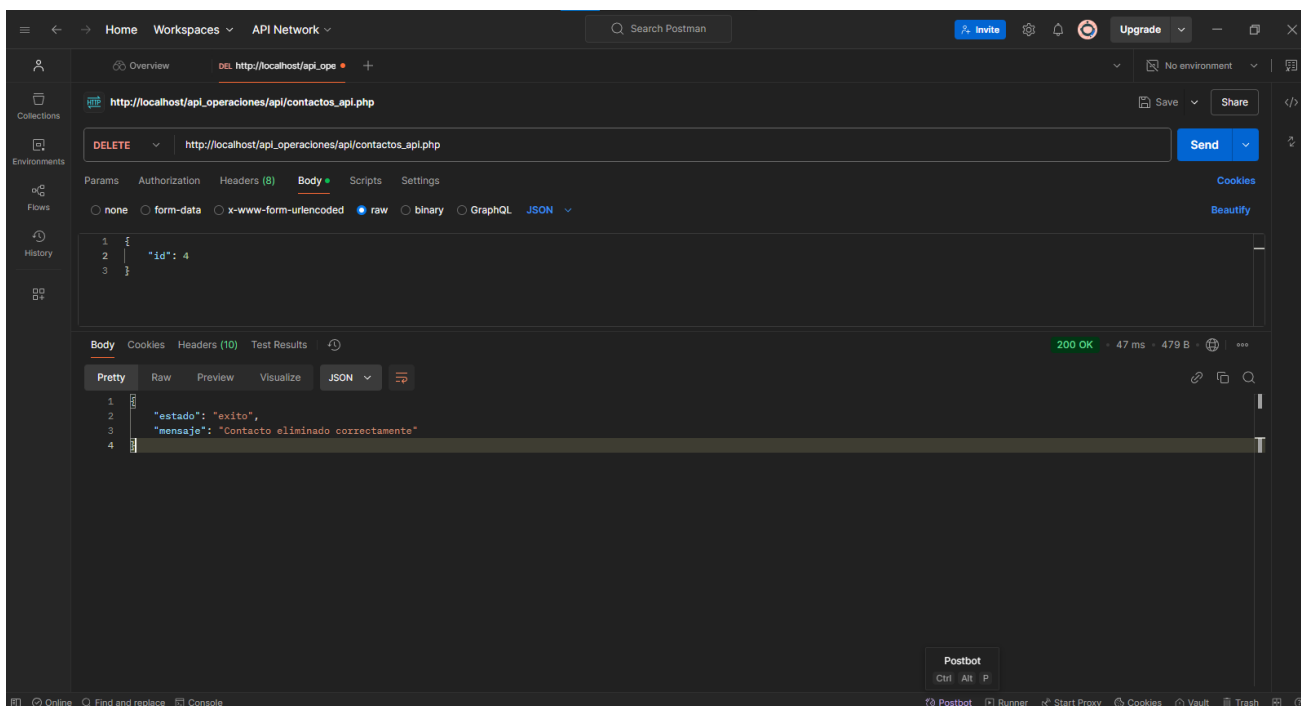 Home Workspaces API Network Search Postman Invite Upgrade
Overview DEL http://localhost/api_ope No environment
HTTP http://localhost/api_operaciones/api/contactos_api.php Save Share
Collections
DELETE http://localhost/api_operaciones/api/contactos_api.php Send
Environments
Params Authorization Headers (8) Body Scripts Settings Cookies
Flows
none form-data x-www-form-urlencoded raw binary GraphQL JSON Beautify
History
1 {
2 "id": 4
3 }
Body Cookies Headers (10) Test Results 200 OK 47 ms 479 B
Pretty Raw Preview Visualize JSON
1 {
2 "estado": "exito",
3 "mensaje": "Contacto eliminado correctamente"
4 }
Postbot
Ctrl Alt P
Online Find and replace Console Postbot Runner Start Proxy Cookies Vault Trash